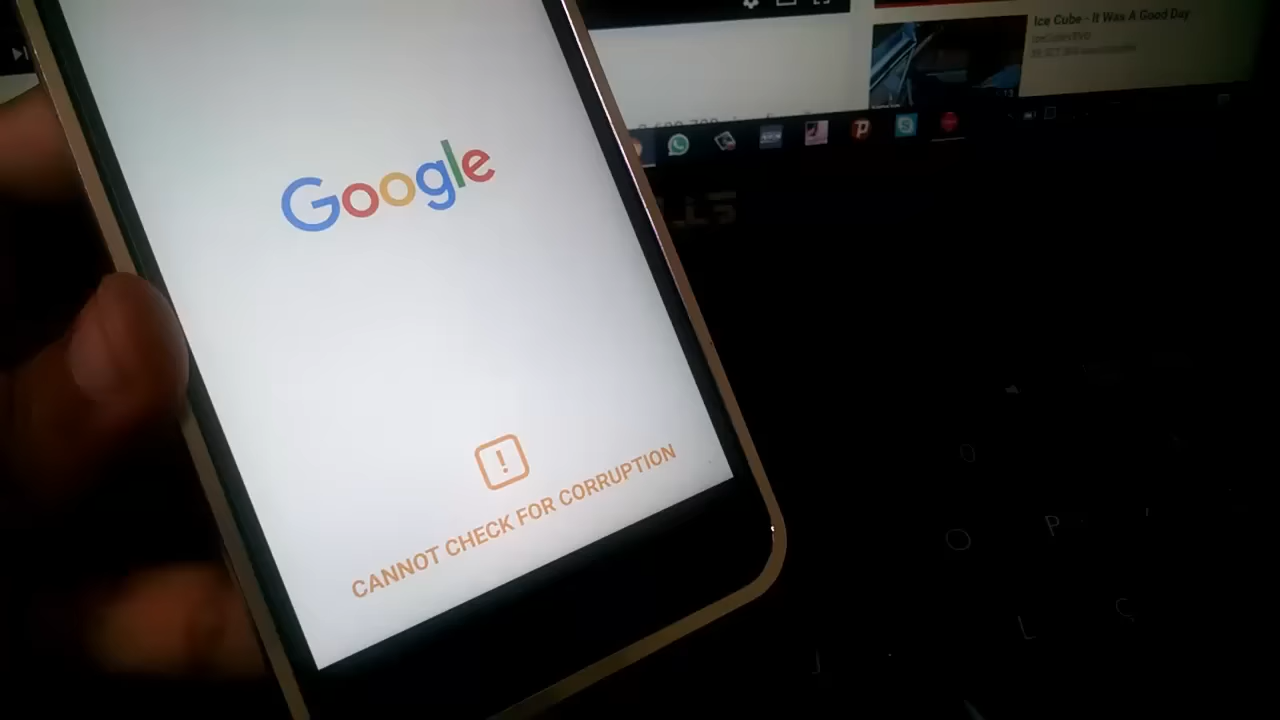 Ice Cube - It Was A Good Day
Google
!
CANNOT CHECK FOR CORRUPTION
O
P
L